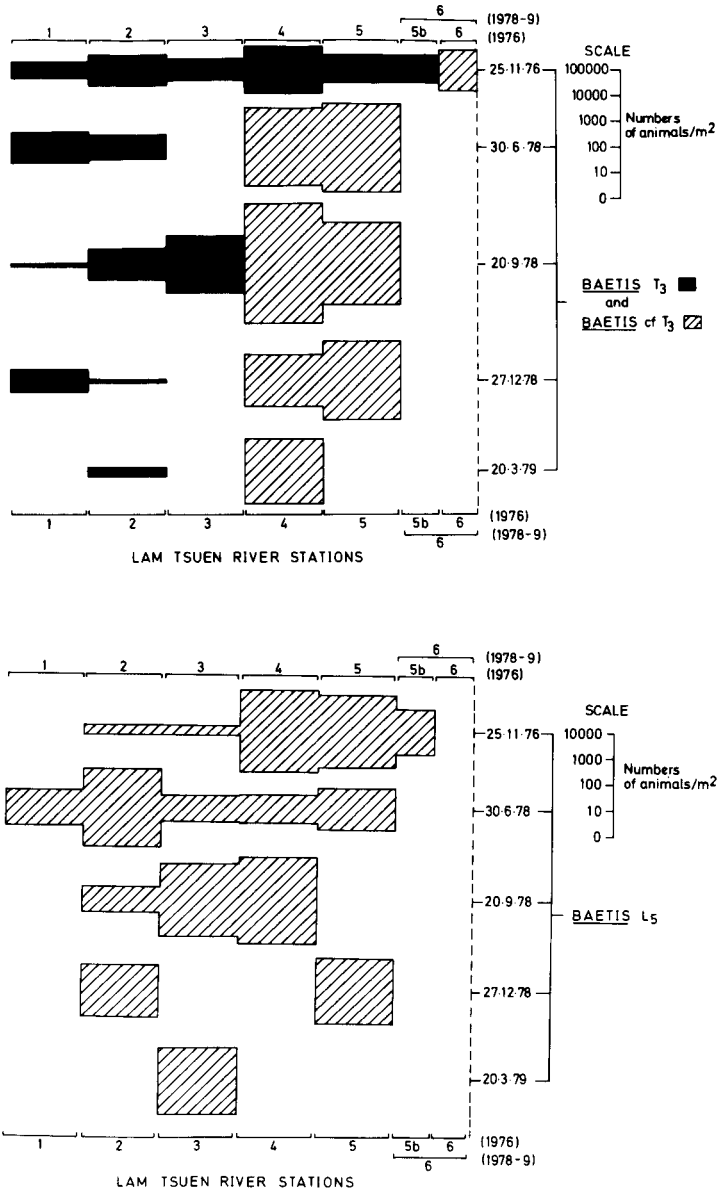 6 (1978-9)
1 2 3 4 5 5b 6 (1976)
SCALE
25·11·76
100000
10000
1000
100
10
0
Numbers
of animals/m²
30·6·78
20·9·78
BAETIS T₃
and
BAETIS cf T₃
27·12·78
20·3·79
1 2 3 4 5 5b 6 (1976)
6 (1978-9)
LAM TSUEN RIVER STATIONS
6 (1978-9)
1 2 3 4 5 5b 6 (1976)
SCALE
25·11·76
10000
1000
100
10
0
Numbers
of animals/m²
30·6·78
20·9·78
BAETIS L₅
27·12·78
20·3·79
1 2 3 4 5 5b 6 (1976)
6 (1978-9)
LAM TSUEN RIVER STATIONS